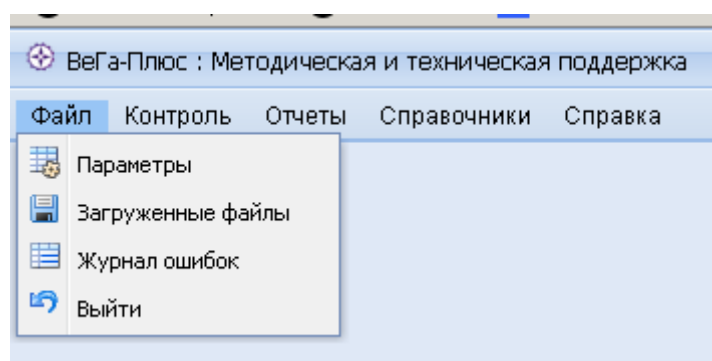 ВеГа-Плюс : Методическая и техническая поддержка
Файл Контроль Отчеты Справочники Справка
Параметры
Загруженные файлы
Журнал ошибок
Выйти